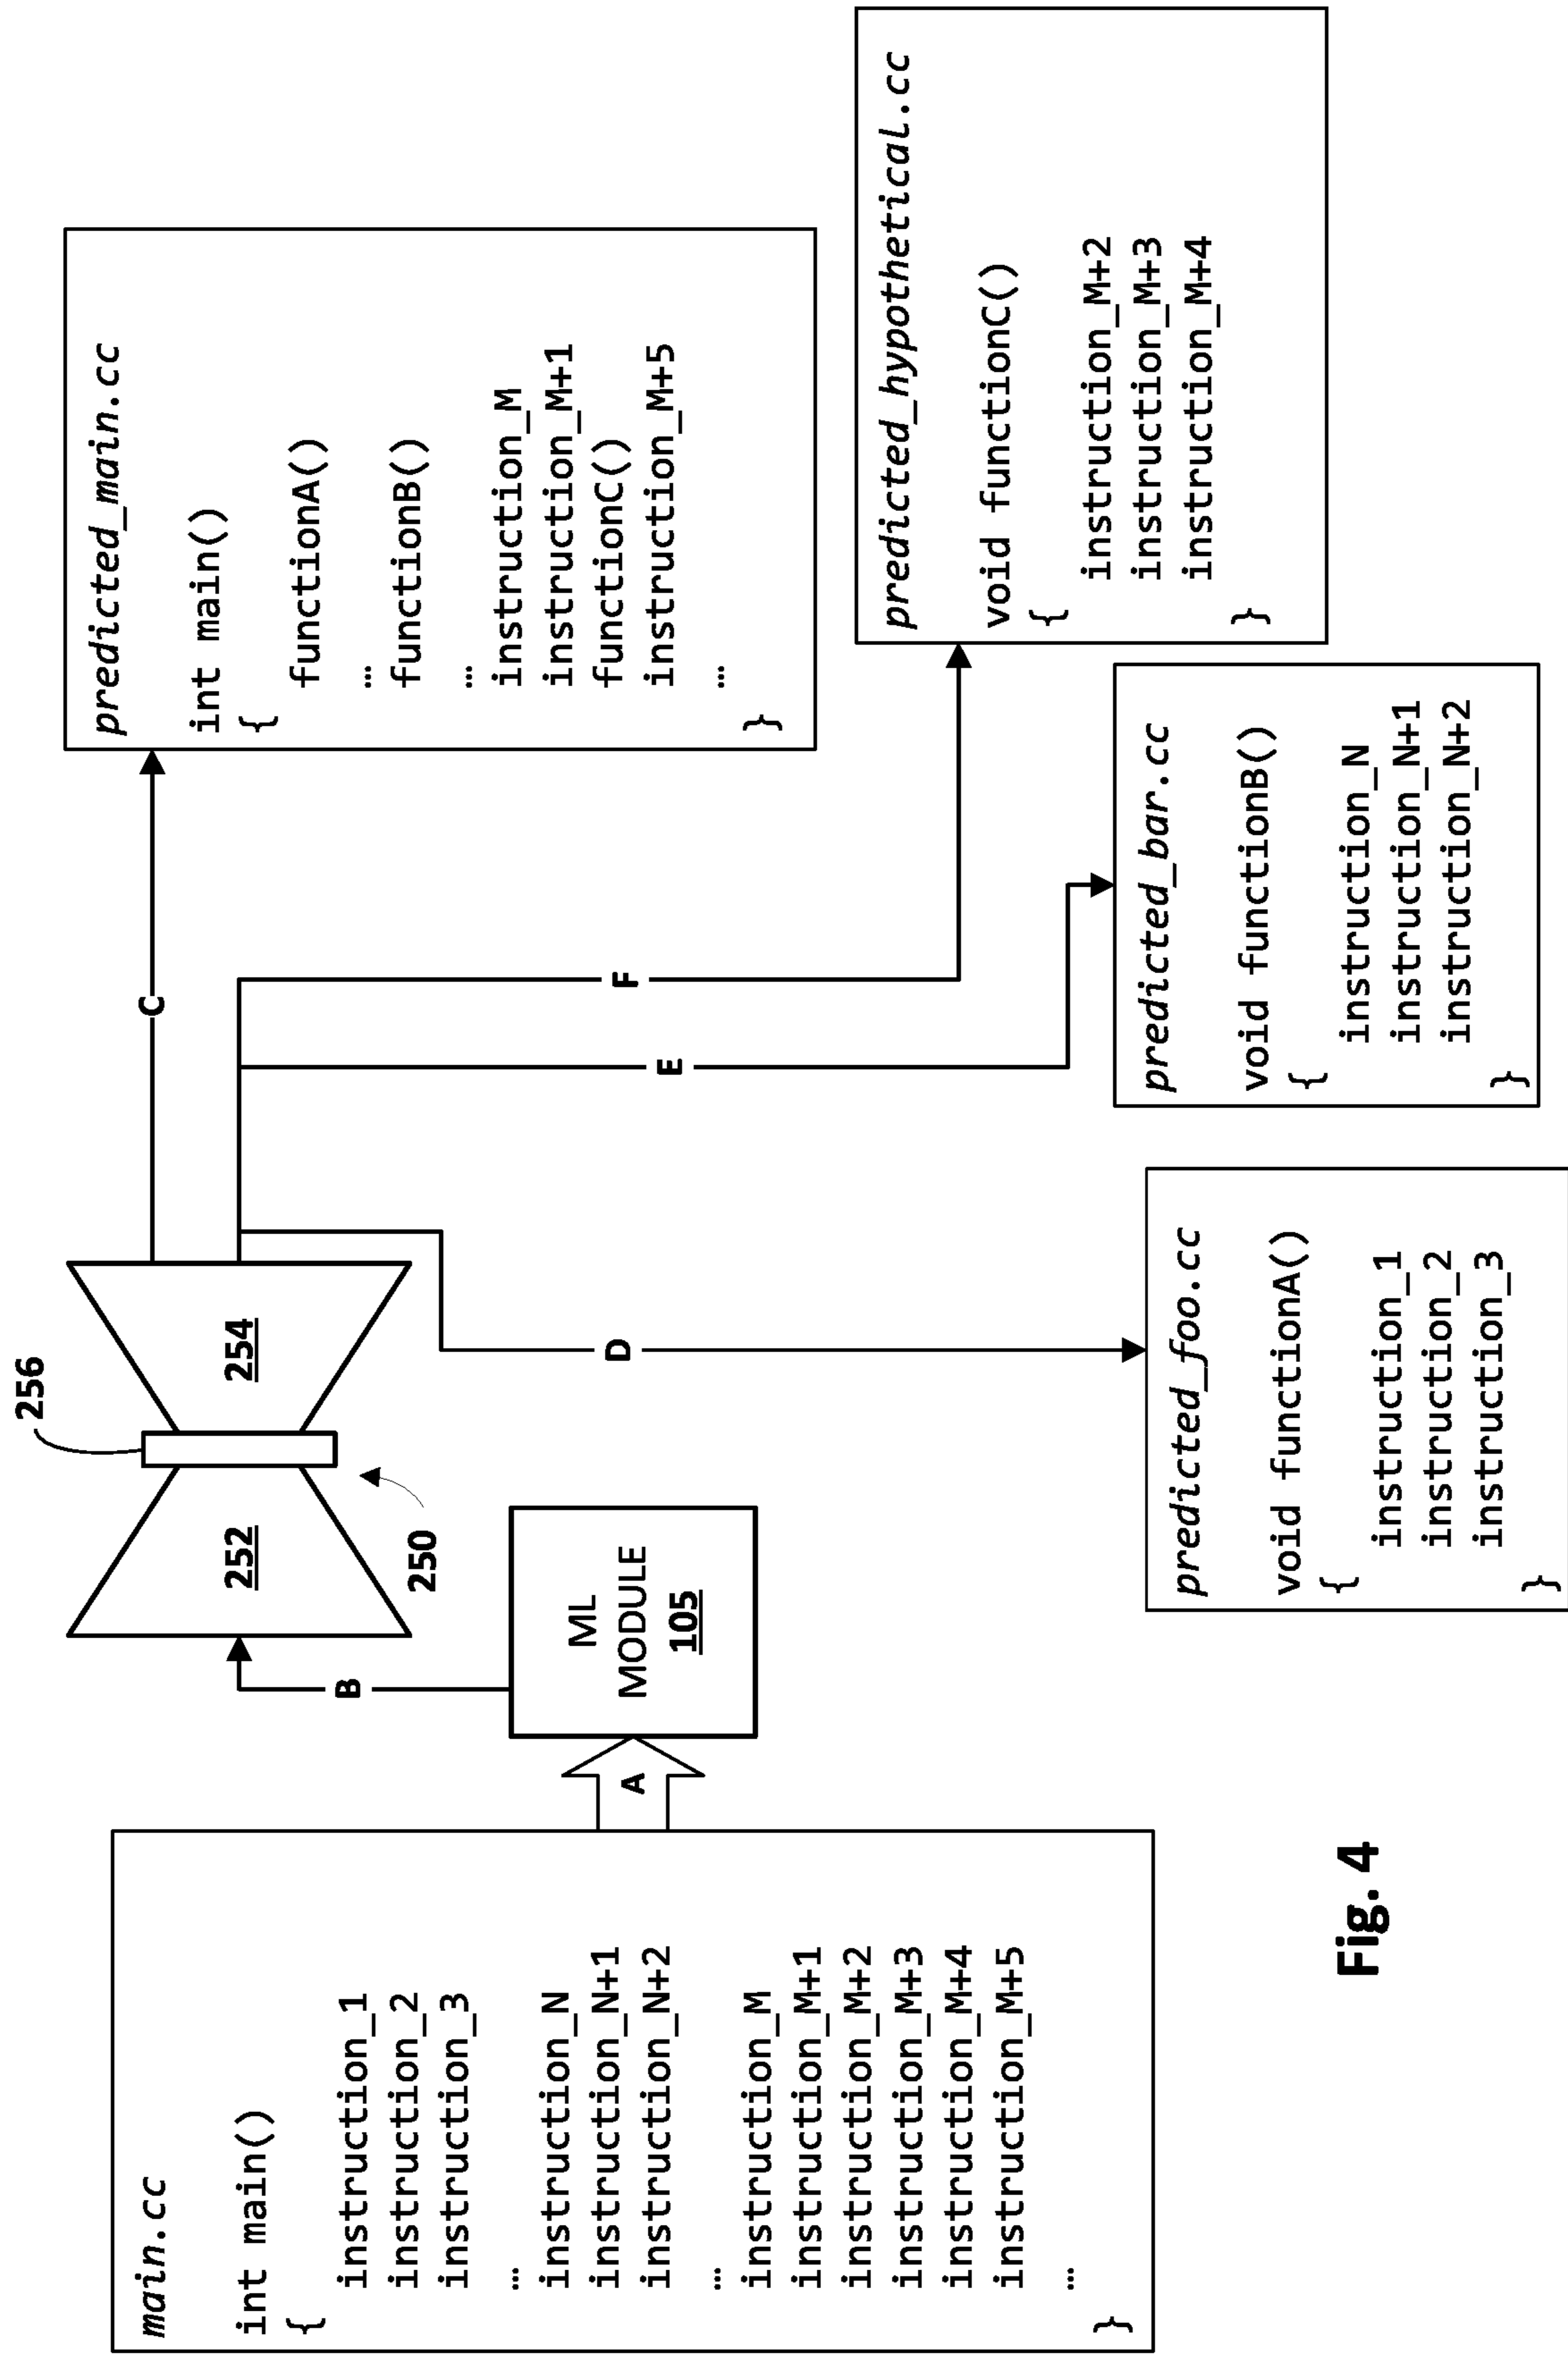 main.cc
int main()
{
instruction_1
instruction_2
instruction_3
...
instruction_N
instruction_N+1
instruction_N+2
...
instruction_M
instruction_M+1
instruction_M+2
instruction_M+3
instruction_M+4
instruction_M+5
...
}
A
ML
MODULE
105
B
252
250
256
254
C
D
E
F
predicted_main.cc
int main()
{
functionA()
...
functionB()
...
instruction_M
instruction_M+1
functionC()
instruction_M+5
...
}
predicted_foo.cc
void functionA()
{
instruction_1
instruction_2
instruction_3
}
predicted_bar.cc
void functionB()
{
instruction_N
instruction_N+1
instruction_N+2
}
predicted_hypothetical.cc
void functionC()
{
instruction_M+2
instruction_M+3
instruction_M+4
}
Fig. 4